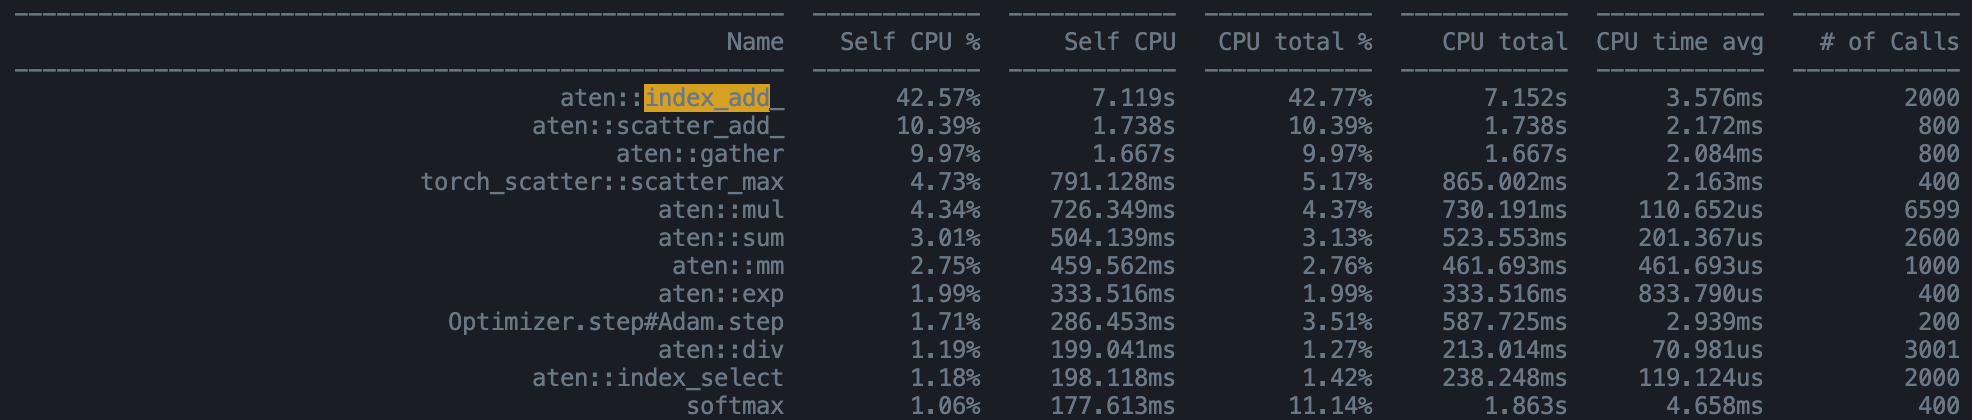 Name Self CPU % Self CPU CPU total % CPU total CPU time avg # of Calls
aten::index_add_ 42.57% 7.119s 42.77% 7.152s 3.576ms 2000
aten::scatter_add_ 10.39% 1.738s 10.39% 1.738s 2.172ms 800
aten::gather 9.97% 1.667s 9.97% 1.667s 2.084ms 800
torch_scatter::scatter_max 4.73% 791.128ms 5.17% 865.002ms 2.163ms 400
aten::mul 4.34% 726.349ms 4.37% 730.191ms 110.652us 6599
aten::sum 3.01% 504.139ms 3.13% 523.553ms 201.367us 2600
aten::mm 2.75% 459.562ms 2.76% 461.693ms 461.693us 1000
aten::exp 1.99% 333.516ms 1.99% 333.516ms 833.790us 400
Optimizer.step#Adam.step 1.71% 286.453ms 3.51% 587.725ms 2.939ms 200
aten::div 1.19% 199.041ms 1.27% 213.014ms 70.981us 3001
aten::index_select 1.18% 198.118ms 1.42% 238.248ms 119.124us 2000
softmax 1.06% 177.613ms 11.14% 1.863s 4.658ms 400